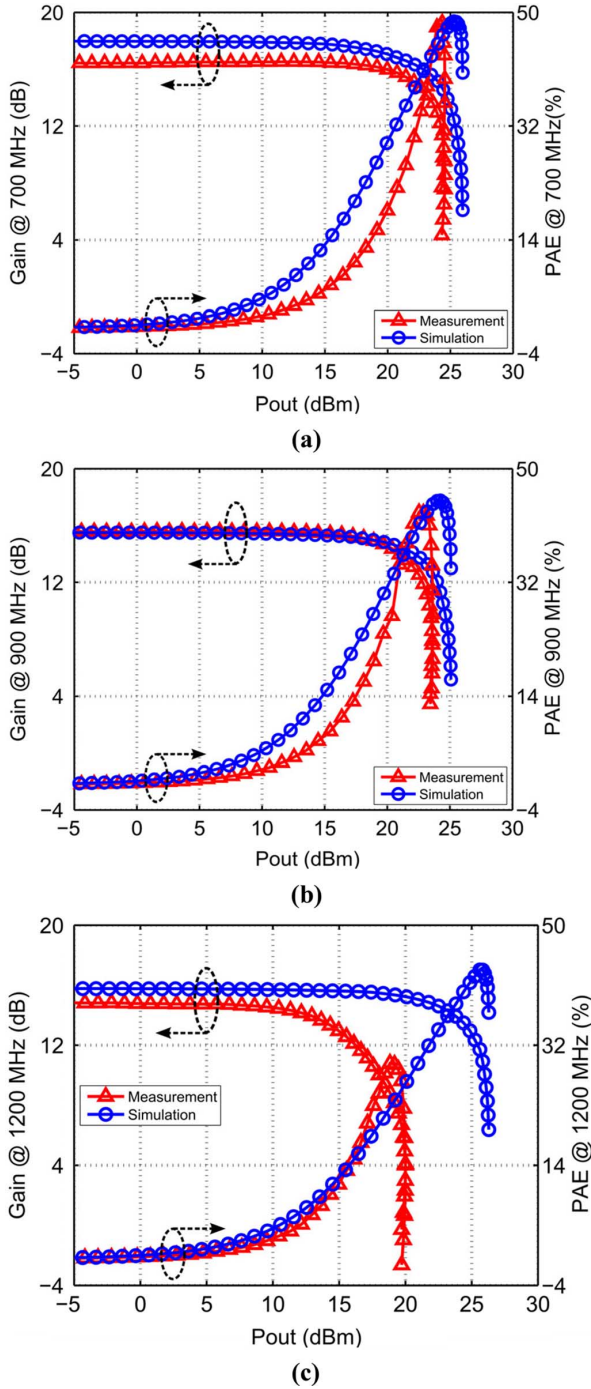 20
12
4
−4
Gain @ 700 MHz (dB)
50
32
14
−4
PAE @ 700 MHz(%)
Measurement
Simulation
−5 0 5 10 15 20 25 30
Pout (dBm)
(a)
20
12
4
−4
Gain @ 900 MHz (dB)
50
32
14
−4
PAE @ 900 MHz (%)
Measurement
Simulation
−5 0 5 10 15 20 25 30
Pout (dBm)
(b)
20
12
4
−4
Gain @ 1200 MHz (dB)
50
32
14
−4
PAE @ 1200 MHz (%)
Measurement
Simulation
−5 0 5 10 15 20 25 30
Pout (dBm)
(c)